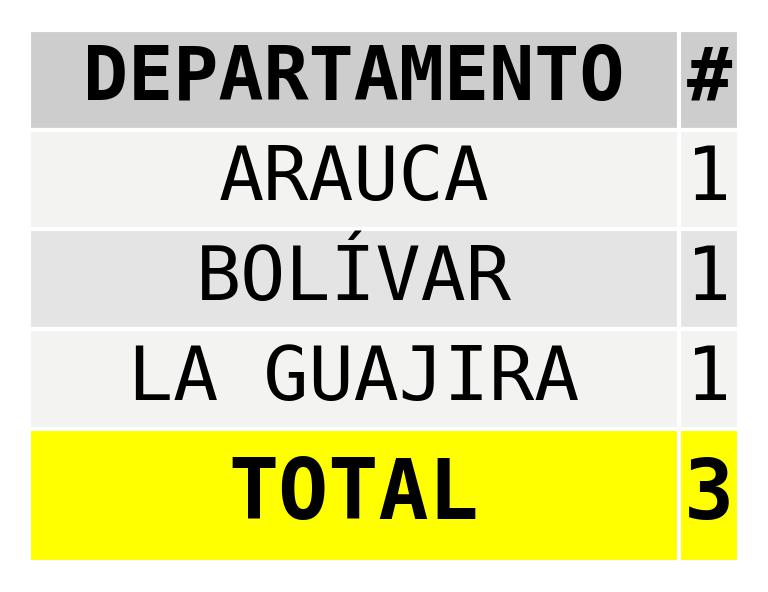 DEPARTAMENTO #
ARAUCA 1
BOLÍVAR 1
LA GUAJIRA 1
TOTAL 3